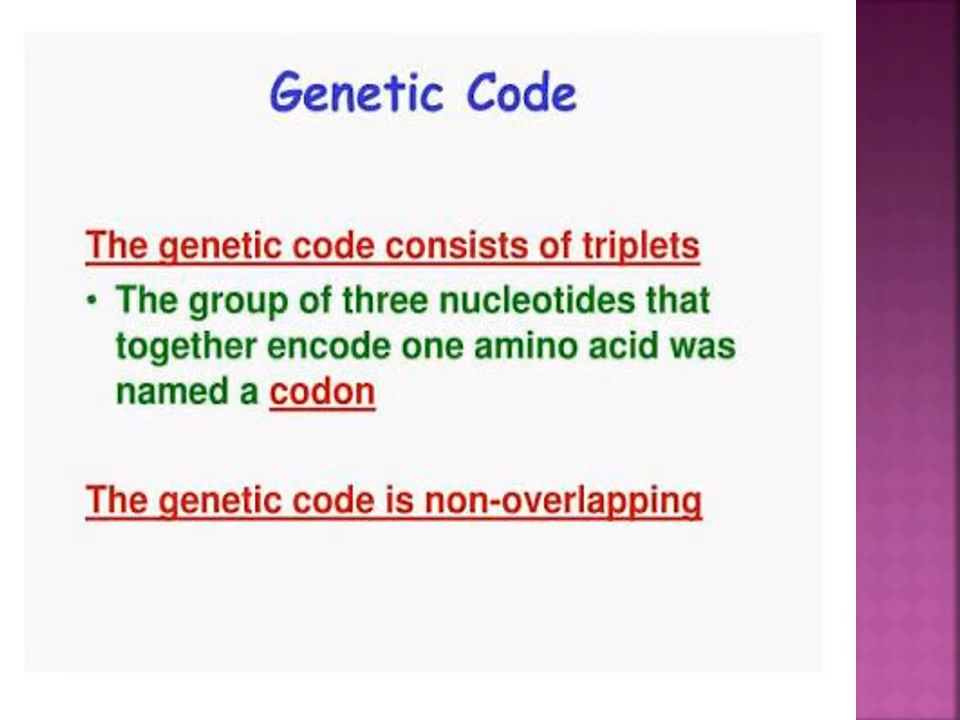 Genetic Code
The genetic code consists of triplets
• The group of three nucleotides that
together encode one amino acid was
named a codon
The genetic code is non-overlapping